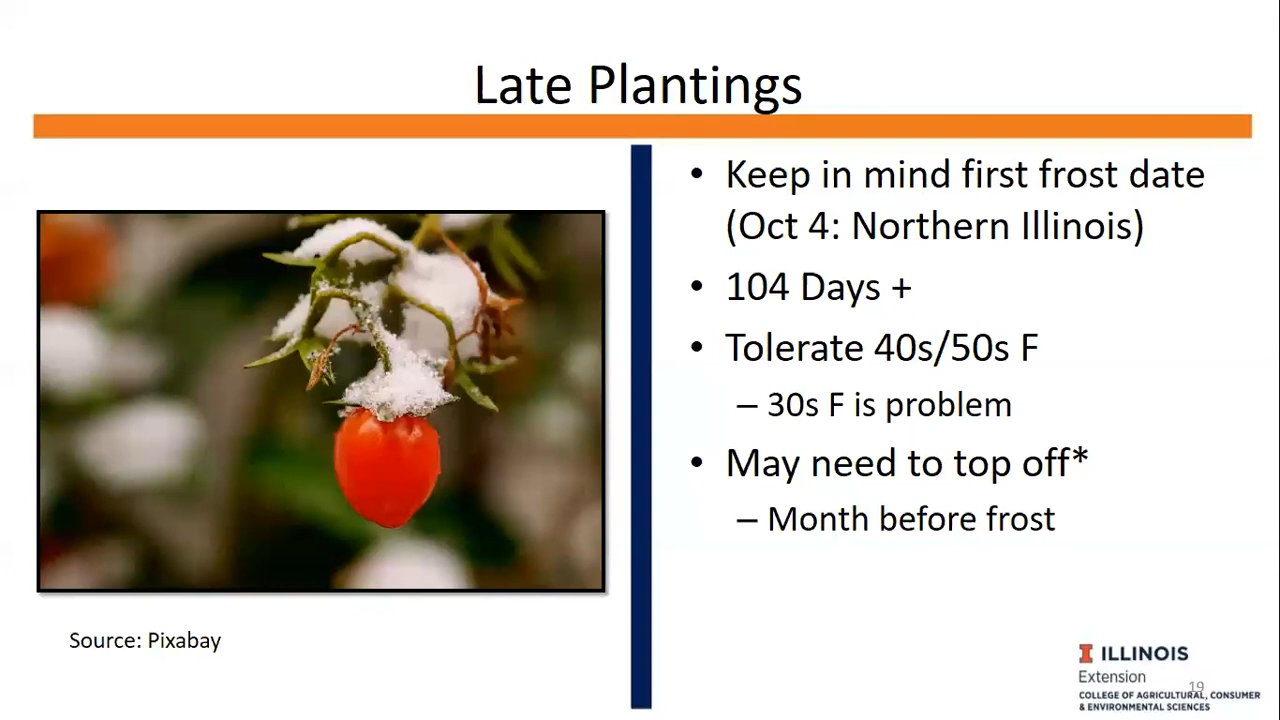 Late Plantings
• Keep in mind first frost date
(Oct 4: Northern Illinois)
• 104 Days +
• Tolerate 40s/50s F
– 30s F is problem
• May need to top off*
– Month before frost
Source: Pixabay
I ILLINOIS
Extension
19
COLLEGE OF AGRICULTURAL, CONSUMER
& ENVIRONMENTAL SCIENCES